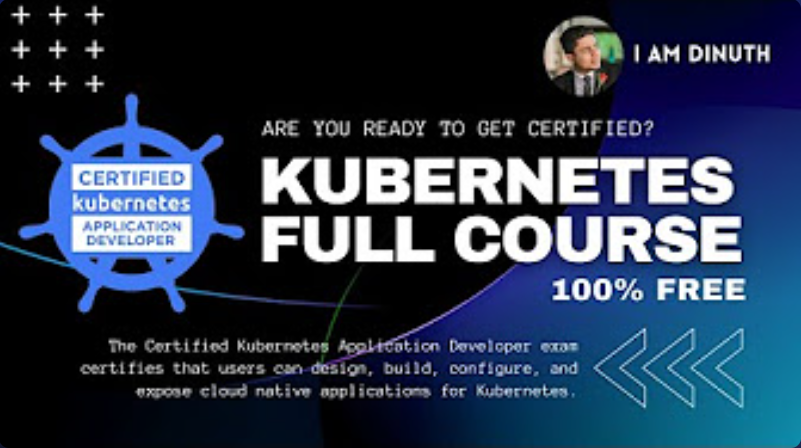 I AM DINUTH
ARE YOU READY TO GET CERTIFIED?
KUBERNETES
FULL COURSE
100% FREE
CERTIFIED
kubernetes
APPLICATION
DEVELOPER
The Certified Kubernetes Application Developer exam
certifies that users can design, build, configure, and
expose cloud native applications for Kubernetes.